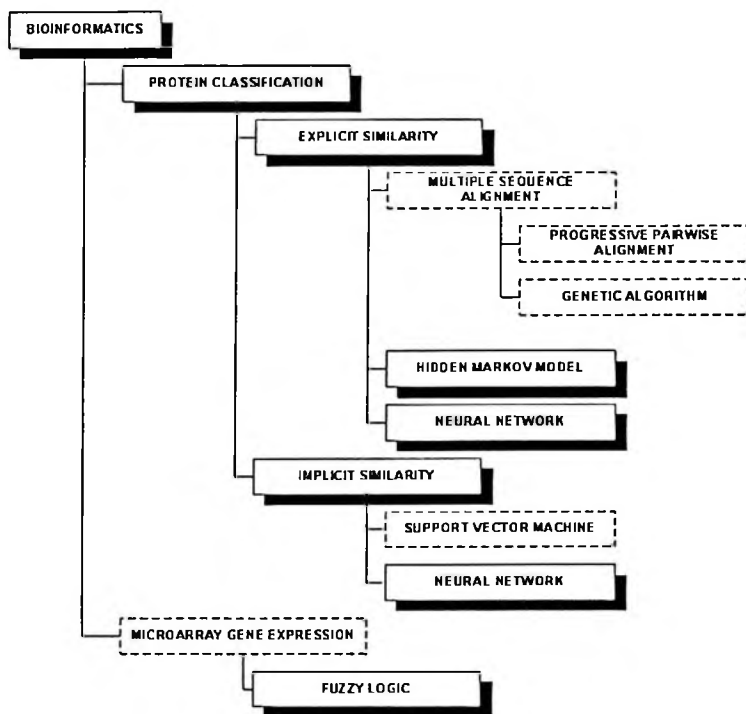 BIOINFORMATICS
PROTEIN CLASSIFICATION
EXPLICIT SIMILARITY
MULTIPLE SEQUENCE
ALIGNMENT
PROGRESSIVE PAIRWISE
ALIGNMENT
GENETIC ALGORITHM
HIDDEN MARKOV MODEL
NEURAL NETWORK
IMPLICIT SIMILARITY
SUPPORT VECTOR MACHINE
NEURAL NETWORK
MICROARRAY GENE EXPRESSION
FUZZY LOGIC